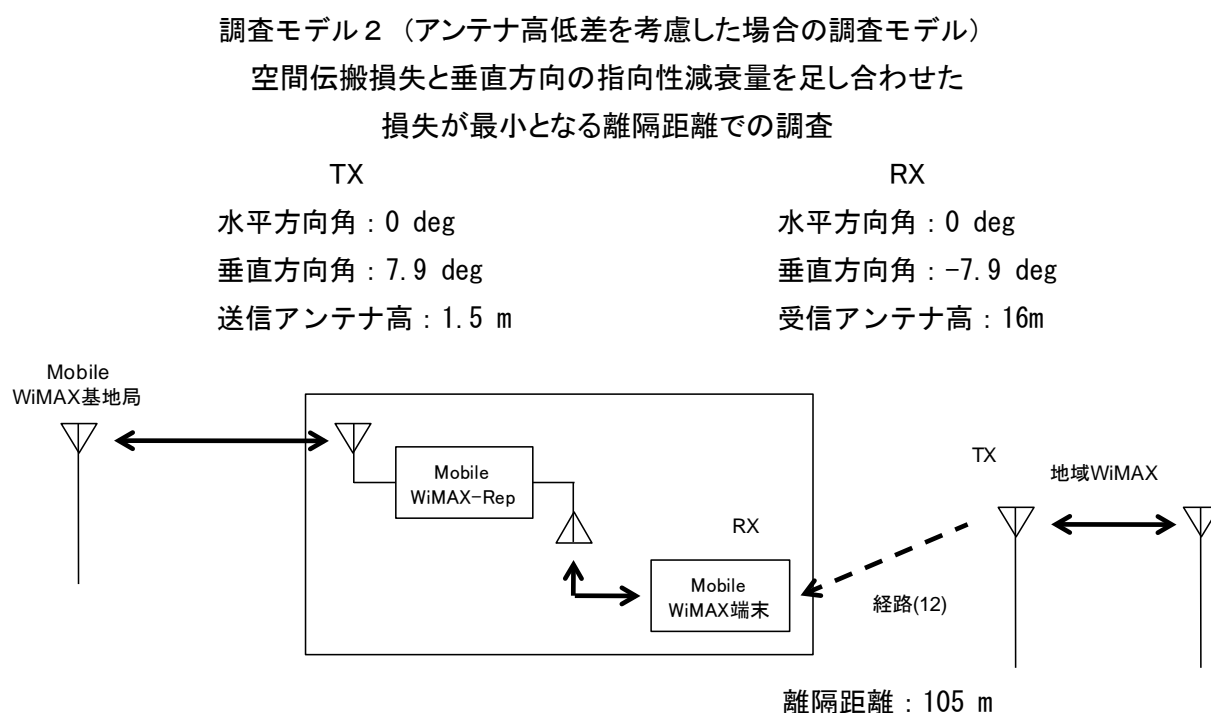 調査モデル２（アンテナ高低差を考慮した場合の調査モデル）
空間伝搬損失と垂直方向の指向性減衰量を足し合わせた
損失が最小となる離隔距離での調査
TX
水平方向角：0 deg
垂直方向角：7.9 deg
送信アンテナ高：1.5 m
RX
水平方向角：0 deg
垂直方向角：-7.9 deg
受信アンテナ高：16m
Mobile
WiMAX基地局
Mobile
WiMAX-Rep
RX
Mobile
WiMAX端末
TX
地域WiMAX
経路(12)
離隔距離：105 m